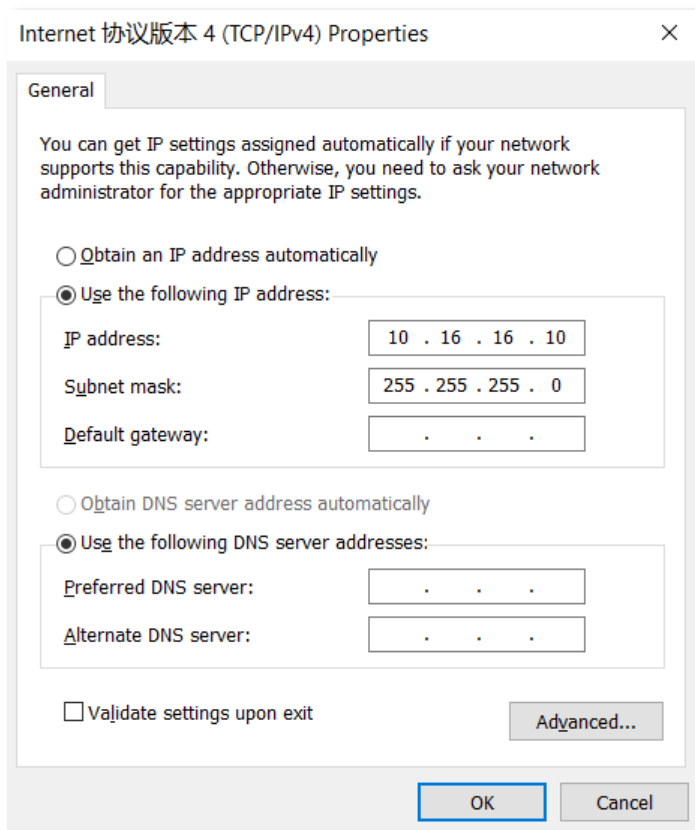 Internet 协议版本 4 (TCP/IPv4) Properties
General
You can get IP settings assigned automatically if your network
supports this capability. Otherwise, you need to ask your network
administrator for the appropriate IP settings.
Obtain an IP address automatically
Use the following IP address:
IP address: 10 . 16 . 16 . 10
Subnet mask: 255 . 255 . 255 . 0
Default gateway: . . .
Obtain DNS server address automatically
Use the following DNS server addresses:
Preferred DNS server: . . .
Alternate DNS server: . . .
Validate settings upon exit
Advanced...
OK Cancel